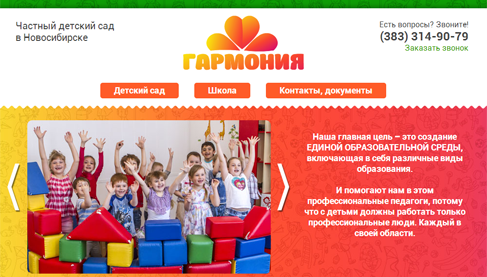 Частный детский сад
в Новосибирске
ГАРМОНИЯ
Есть вопросы? Звоните!
(383) 314-90-79
Заказать звонок
Детский сад
Школа
Контакты, документы
Наша главная цель – это создание
ЕДИНОЙ ОБРАЗОВАТЕЛЬНОЙ СРЕДЫ,
включающая в себя различные виды
образования.
И помогают нам в этом
профессиональные педагоги, потому
что с детьми должны работать только
профессиональные люди. Каждый в
своей области.